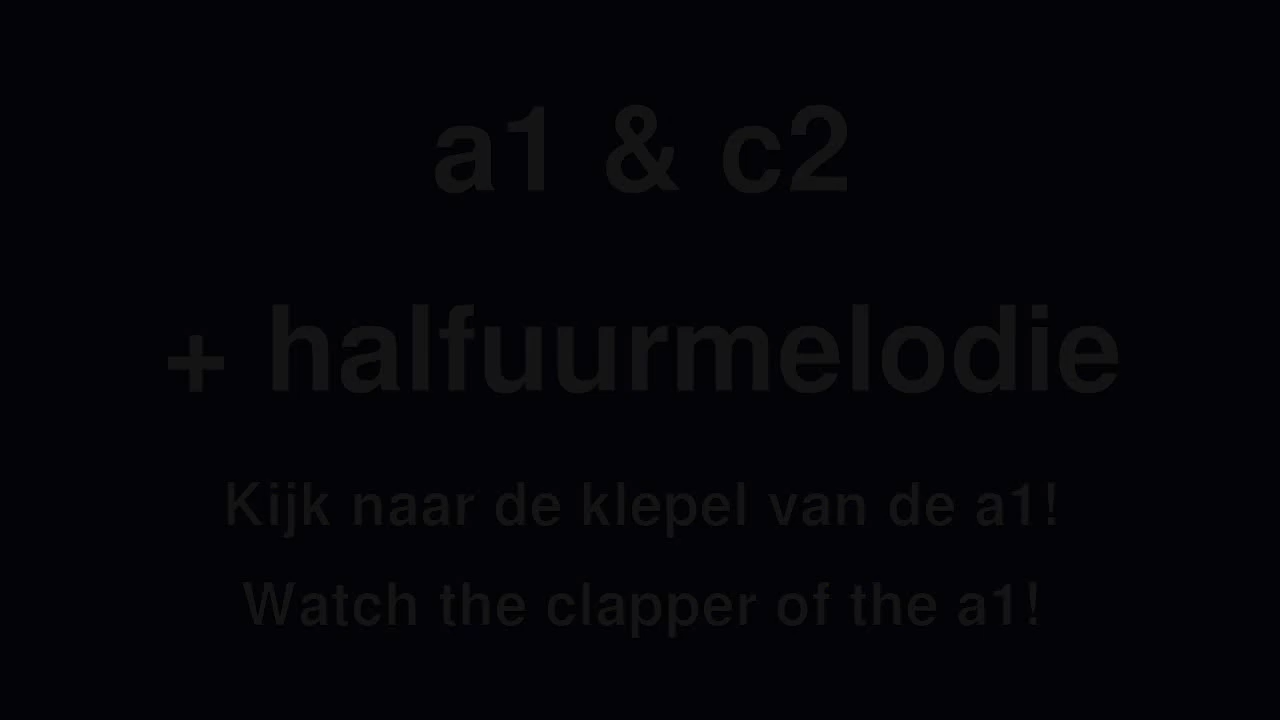 a1 & c2
+ halfuurmelodie
Kijk naar de klepel van de a1!
Watch the clapper of the a1!